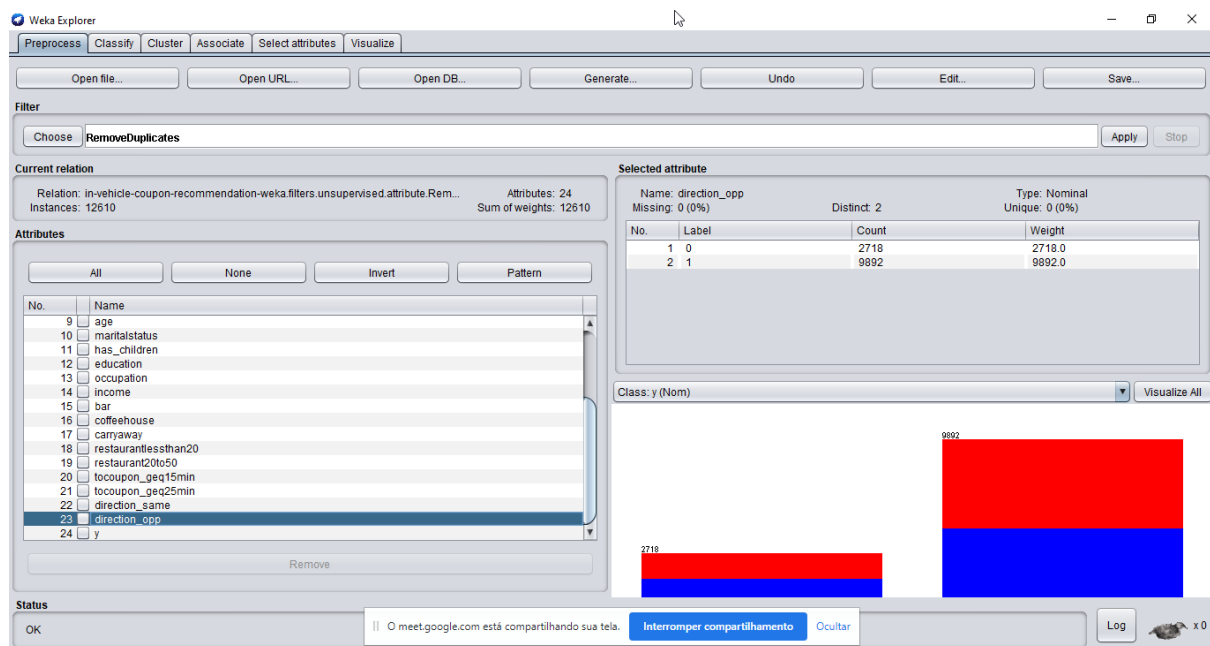 Weka Explorer
Preprocess Classify Cluster Associate Select attributes Visualize
Open file... Open URL... Open DB... Generate... Undo Edit... Save...
Filter
Choose RemoveDuplicates Apply Stop
Current relation
Relation: in-vehicle-coupon-recommendation-weka.filters.unsupervised.attribute.Rem... Attributes: 24
Instances: 12610 Sum of weights: 12610
Attributes
All None Invert Pattern
No. Name
9 age
10 maritalstatus
11 has_children
12 education
13 occupation
14 income
15 bar
16 coffeehouse
17 carryaway
18 restaurantlessthan20
19 restaurant20to50
20 tocoupon_geq15min
21 tocoupon_geq25min
22 direction_same
23 direction_opp
24 y
Remove
Selected attribute
Name: direction_opp Type: Nominal
Missing: 0 (0%) Distinct: 2 Unique: 0 (0%)
No. Label Count Weight
1 0 2718 2718.0
2 1 9892 9892.0
Class: y (Nom) Visualize All
9892
2718
Status
OK
O meet.google.com está compartilhando sua tela. Interromper compartilhamento Ocultar
Log x 0